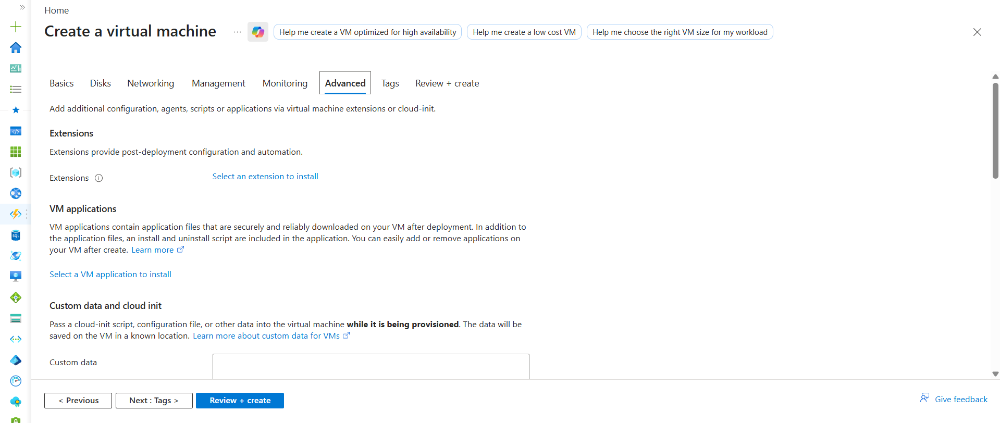 Home
Create a virtual machine
Help me create a VM optimized for high availability
Help me create a low cost VM
Help me choose the right VM size for my workload
Basics
Disks
Networking
Management
Monitoring
Advanced
Tags
Review + create
Add additional configuration, agents, scripts or applications via virtual machine extensions or cloud-init.
Extensions
Extensions provide post-deployment configuration and automation.
Extensions
Select an extension to install
VM applications
VM applications contain application files that are securely and reliably downloaded on your VM after deployment. In addition to
the application files, an install and uninstall script are included in the application. You can easily add or remove applications on
your VM after create. Learn more
Select a VM application to install
Custom data and cloud init
Pass a cloud-init script, configuration file, or other data into the virtual machine while it is being provisioned. The data will be
saved on the VM in a known location. Learn more about custom data for VMs
Custom data
< Previous
Next : Tags >
Review + create
Give feedback
SQL